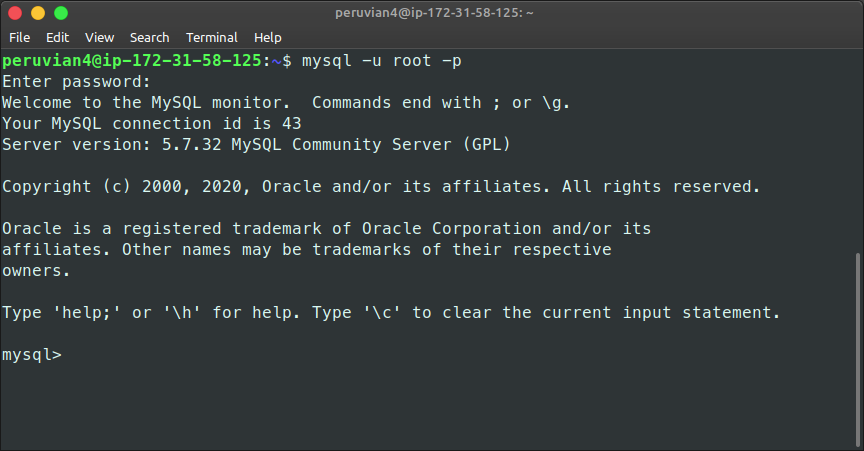 peruvian4@ip-172-31-58-125: ~
File Edit View Search Terminal Help
peruvian4@ip-172-31-58-125:~$ mysql -u root -p
Enter password:
Welcome to the MySQL monitor.  Commands end with ; or \g.
Your MySQL connection id is 43
Server version: 5.7.32 MySQL Community Server (GPL)

Copyright (c) 2000, 2020, Oracle and/or its affiliates. All rights reserved.

Oracle is a registered trademark of Oracle Corporation and/or its
affiliates. Other names may be trademarks of their respective
owners.

Type 'help;' or '\h' for help. Type '\c' to clear the current input statement.

mysql>